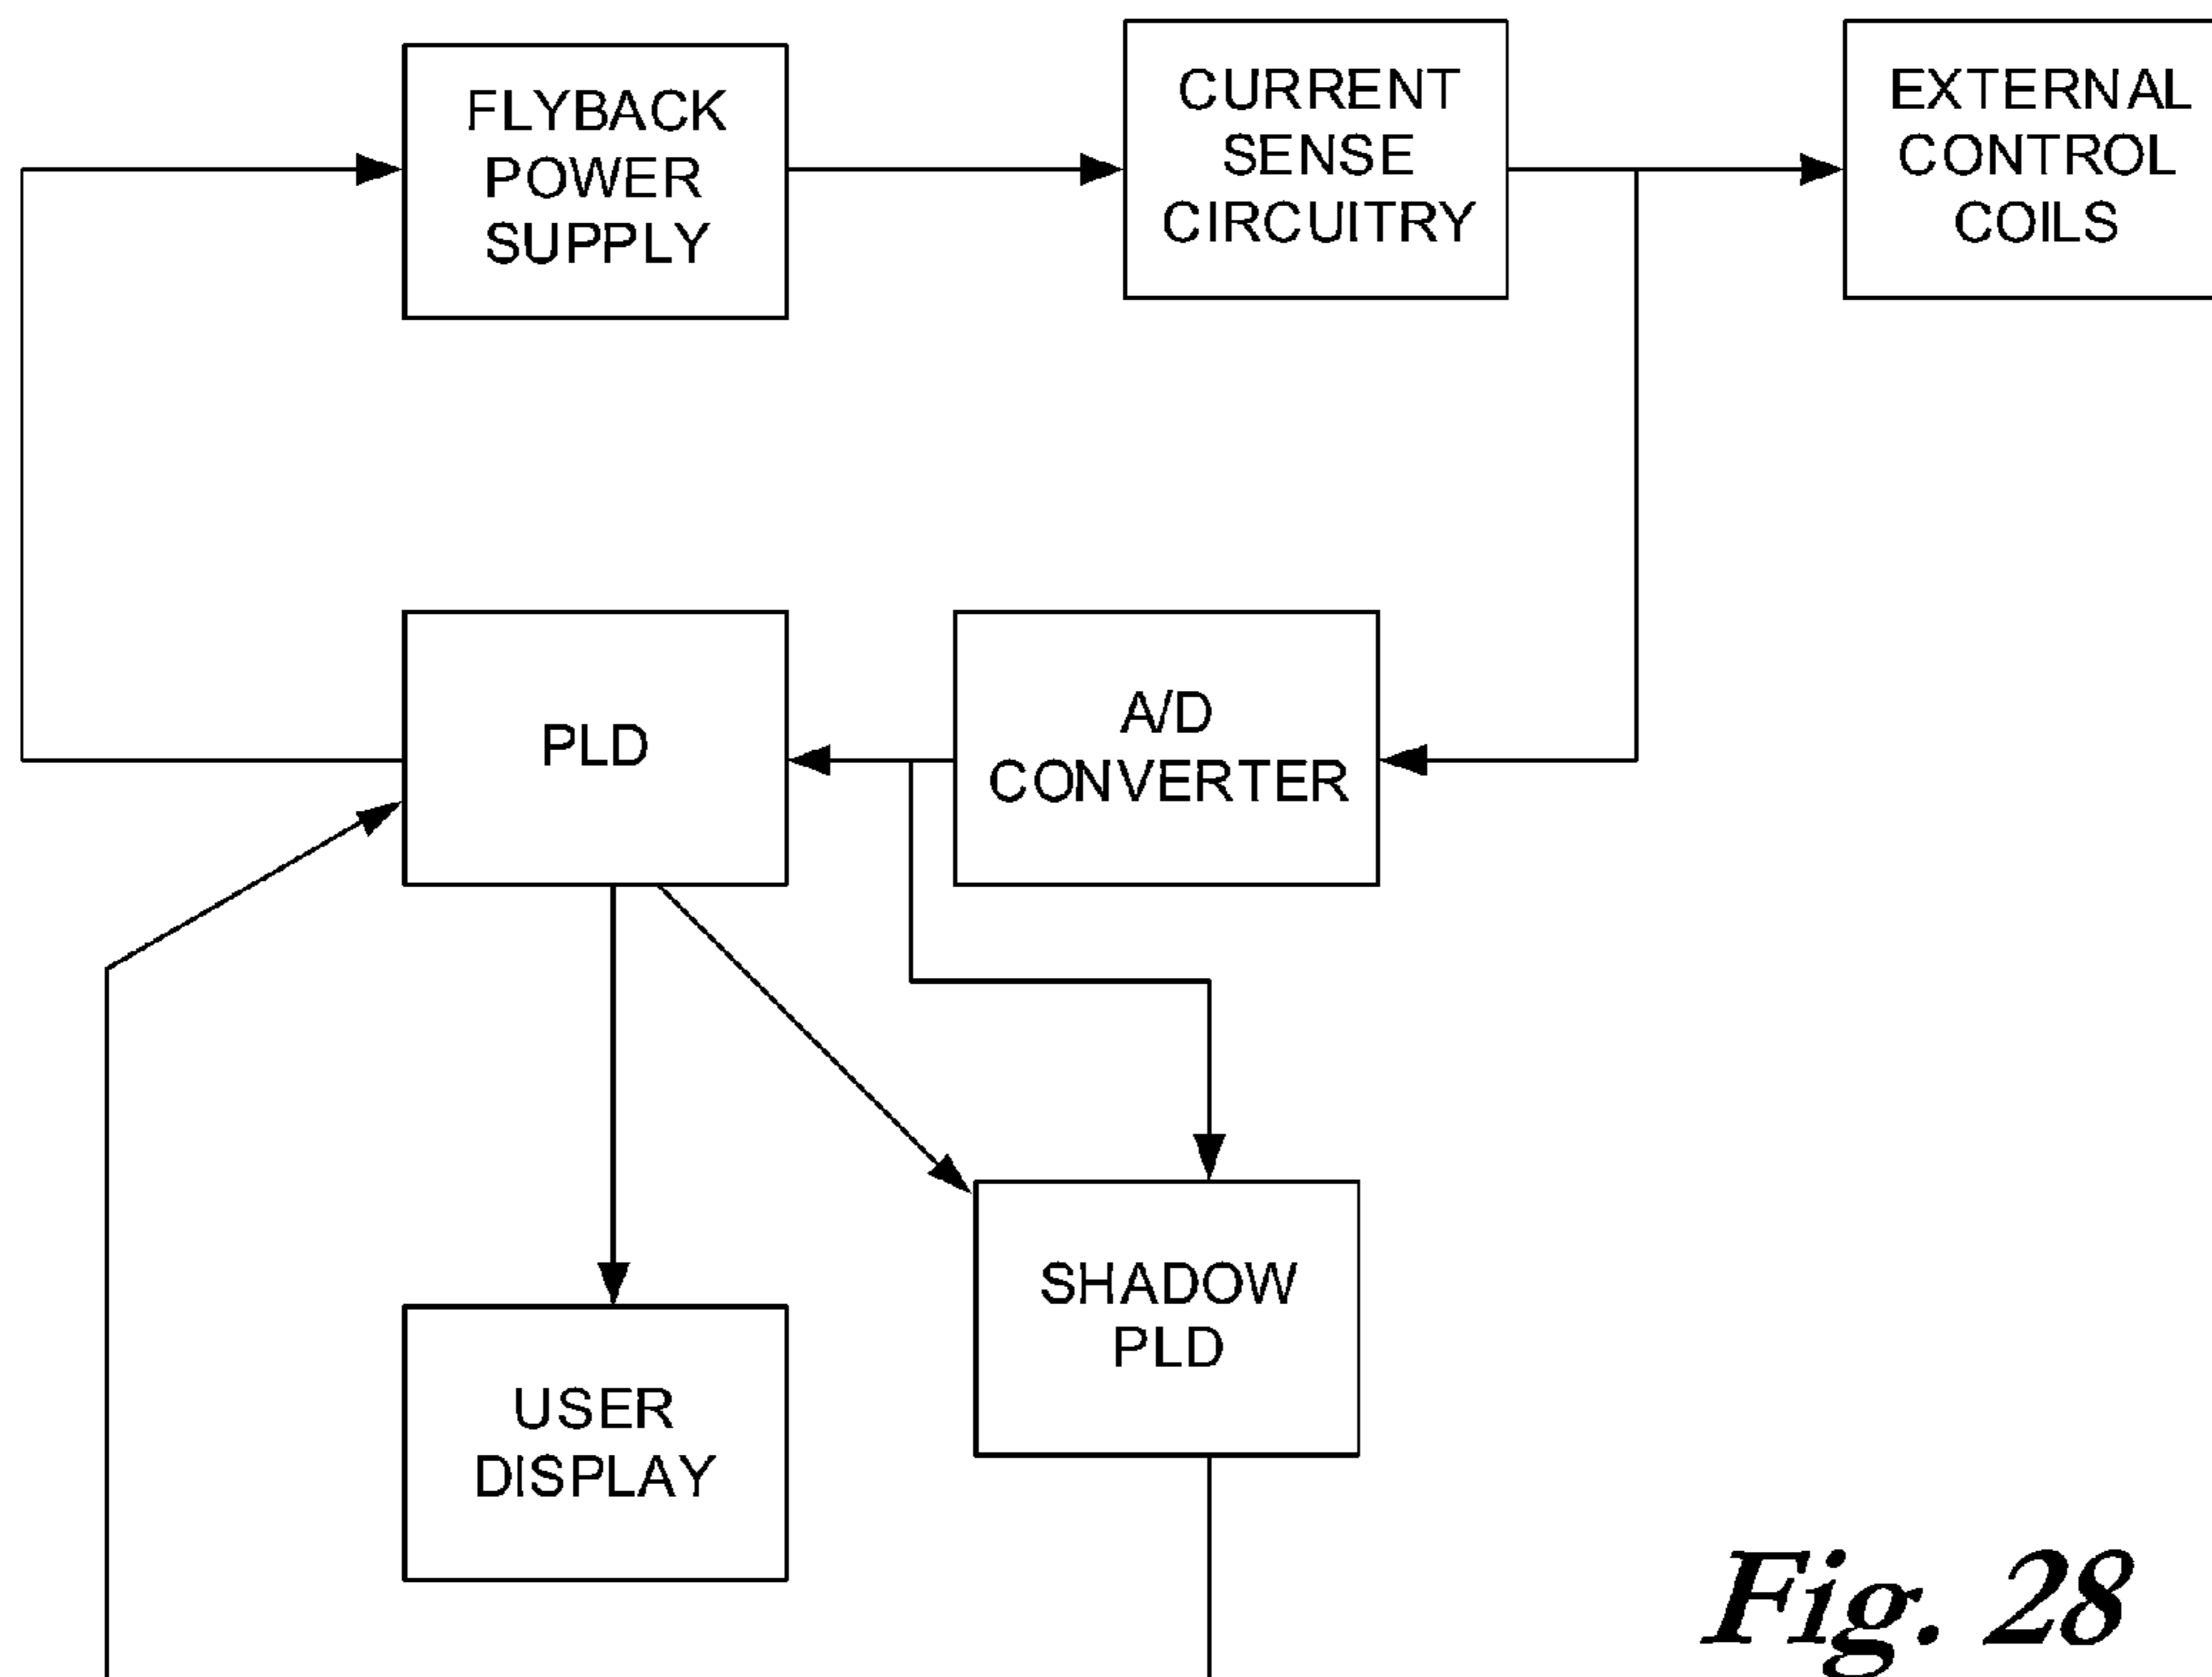 FLYBACK
POWER
SUPPLY
CURRENT
SENSE
CIRCUITRY
EXTERNAL
CONTROL
COILS
PLD
A/D
CONVERTER
SHADOW
PLD
USER
DISPLAY
Fig. 28